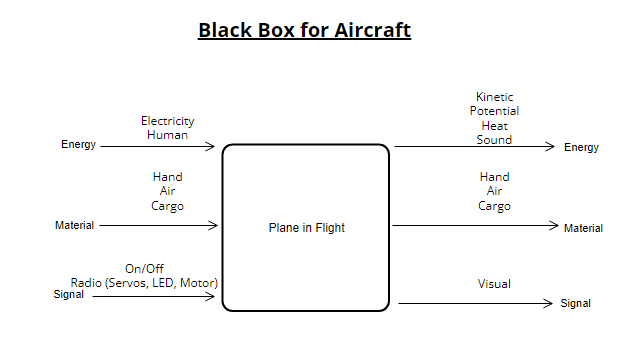 Black Box for Aircraft
Electricity
Human
Energy
Hand
Air
Cargo
Material
On/Off
Radio (Servos, LED, Motor)
Signal
Plane in Flight
Kinetic
Potential
Heat
Sound
Energy
Hand
Air
Cargo
Material
Visual
Signal